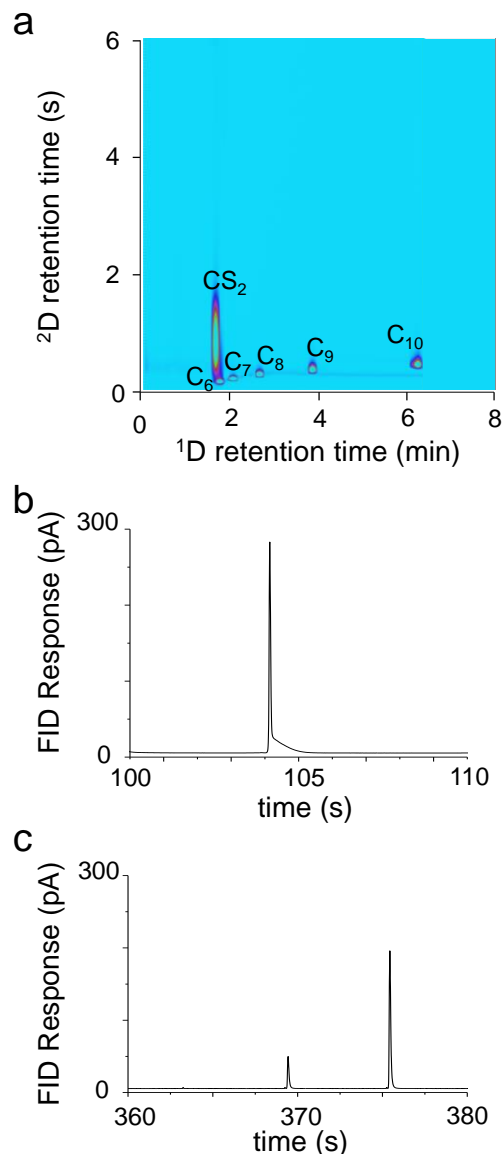 a
6
4
2
0
²D retention time (s)
CS₂
C₆
C₇
C₈
C₉
C₁₀
0 2 4 6 8
¹D retention time (min)
b
300
0
FID Response (pA)
100 105 110
time (s)
c
300
0
FID Response (pA)
360 370 380
time (s)